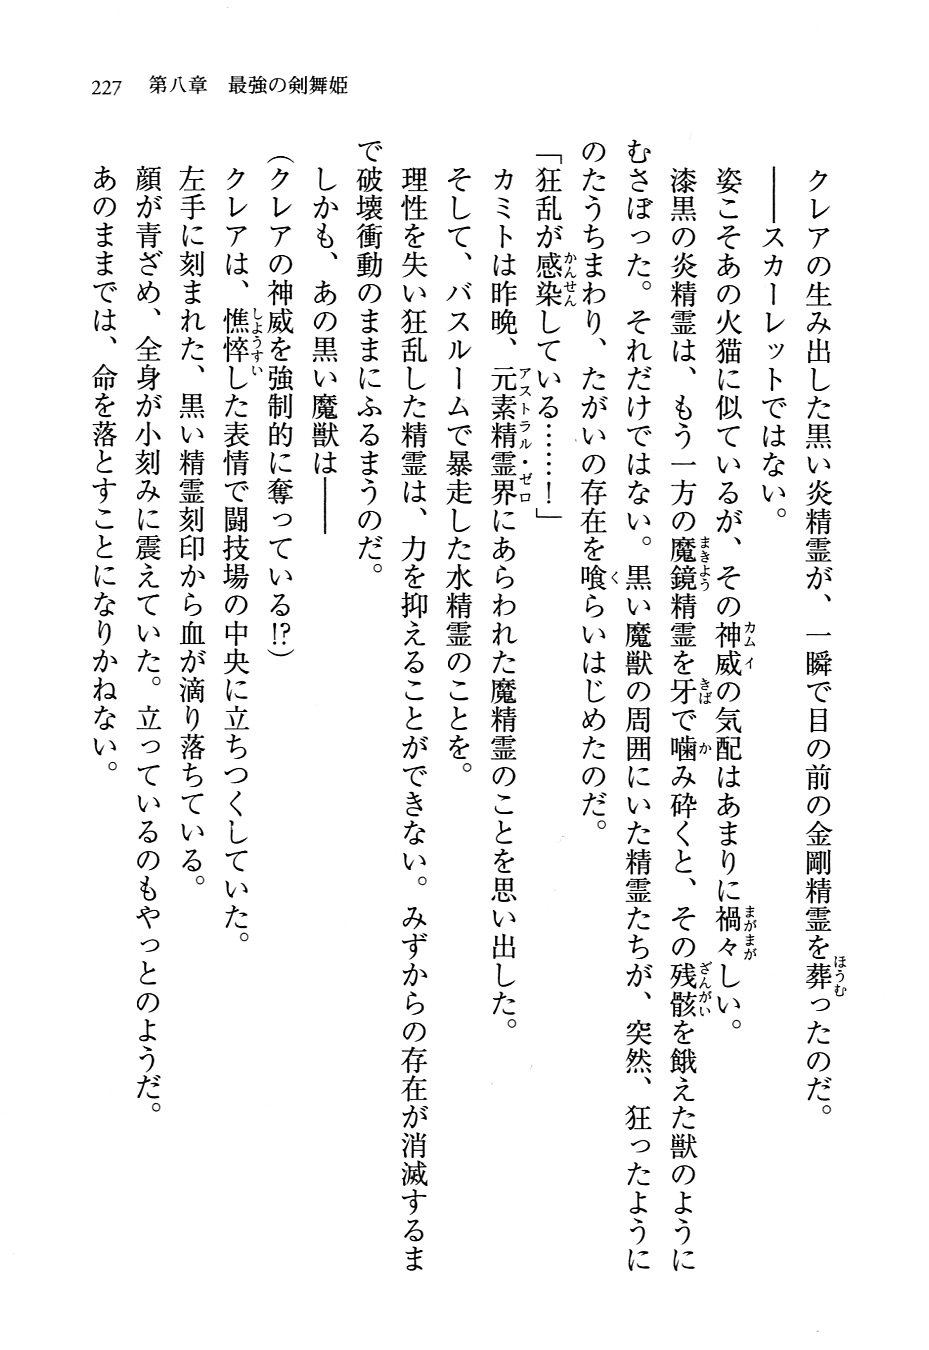 227　第八章　最強の剣舞姫
クレアの生み出した黒い炎精霊が、一瞬で目の前の金剛精霊を葬ったのだ。
――スカーレットではない。
姿こそあの火猫に似ているが、その神威の気配はあまりに禍々しい。
漆黒の炎精霊は、もう一方の魔鏡精霊を牙で噛み砕くと、その残骸を餓えた獣のように
むさぼった。それだけではない。黒い魔獣の周囲にいた精霊たちが、突然、狂ったように
のたうちまわり、たがいの存在を喰らいはじめたのだ。
「狂乱が感染している……！」
カミトは昨晩、元素精霊界にあらわれた魔精霊のことを思い出した。
そして、バスルームで暴走した水精霊のことを。
理性を失い狂乱した精霊は、力を抑えることができない。みずからの存在が消滅するま
で破壊衝動のままにふるまうのだ。
しかも、あの黒い魔獣は――
（クレアの神威を強制的に奪っている!?）
クレアは、憔悴した表情で闘技場の中央に立ちつくしていた。
左手に刻まれた、黒い精霊刻印から血が滴り落ちている。
顔が青ざめ、全身が小刻みに震えていた。立っているのもやっとのようだ。
あのままでは、命を落とすことになりかねない。